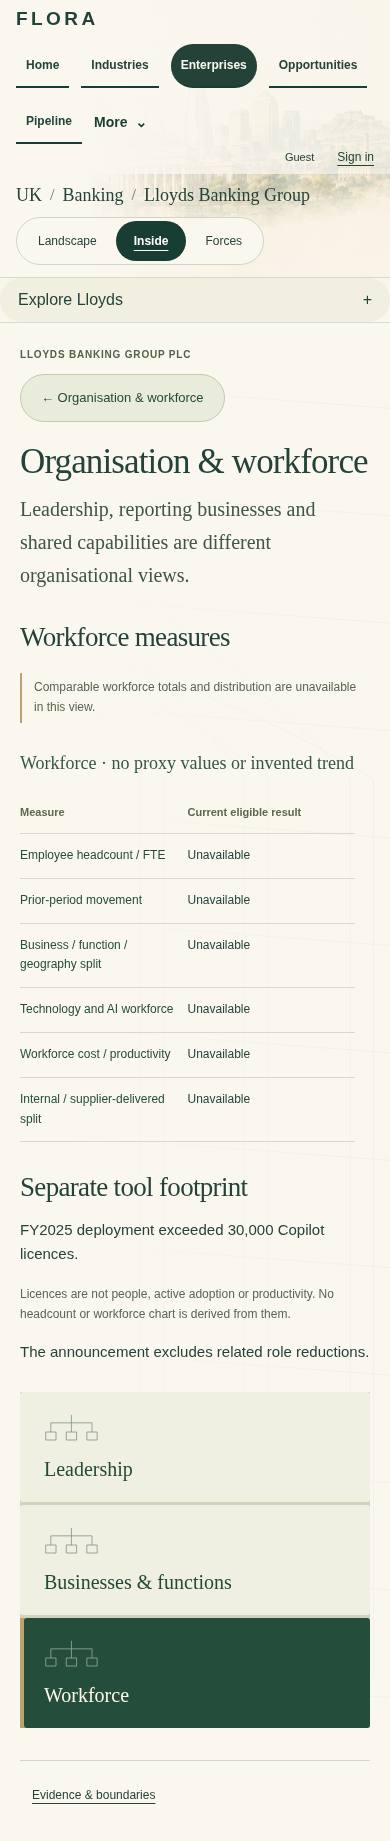 FLORA
Home Industries Enterprises Opportunities
Pipeline More
Guest Sign in
UK / Banking / Lloyds Banking Group
Landscape Inside Forces
Explore Lloyds +
LLOYDS BANKING GROUP PLC
← Organisation & workforce
Organisation & workforce
Leadership, reporting businesses and
shared capabilities are different
organisational views.
Workforce measures
Comparable workforce totals and distribution are unavailable
in this view.
Workforce · no proxy values or invented trend
Measure Current eligible result
Employee headcount / FTE Unavailable
Prior-period movement Unavailable
Business / function / Unavailable
geography split
Technology and AI workforce Unavailable
Workforce cost / productivity Unavailable
Internal / supplier-delivered Unavailable
split
Separate tool footprint
FY2025 deployment exceeded 30,000 Copilot
licences.
Licences are not people, active adoption or productivity. No
headcount or workforce chart is derived from them.
The announcement excludes related role reductions.
Leadership
Businesses & functions
Workforce
Evidence & boundaries